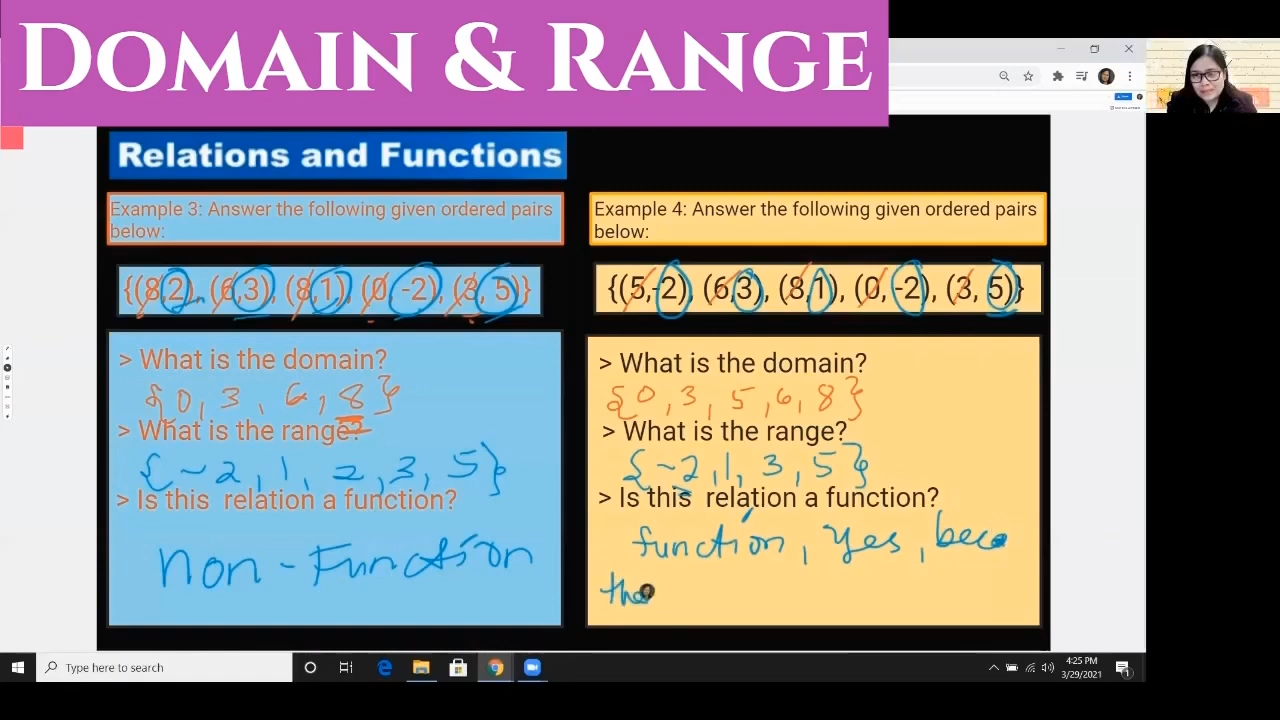 DOMAIN & RANGE
Relations and Functions
Example 3: Answer the following given ordered pairs
below:
{(8,2), (6,3), (8,1), (0, -2), (3, 5)}
> What is the domain?
{0, 3, 6, 8}
> What is the range?
{-2, 1, 2, 3, 5}
> Is this relation a function?
non-Function
Example 4: Answer the following given ordered pairs
below:
{(5,-2), (6,3), (8,1), (0, -2), (3, 5)}
> What is the domain?
{0, 3, 5, 6, 8}
> What is the range?
{-2, 1, 3, 5}
> Is this relation a function?
function, Yes, beca
the
Type here to search
4:25 PM
3/29/2021